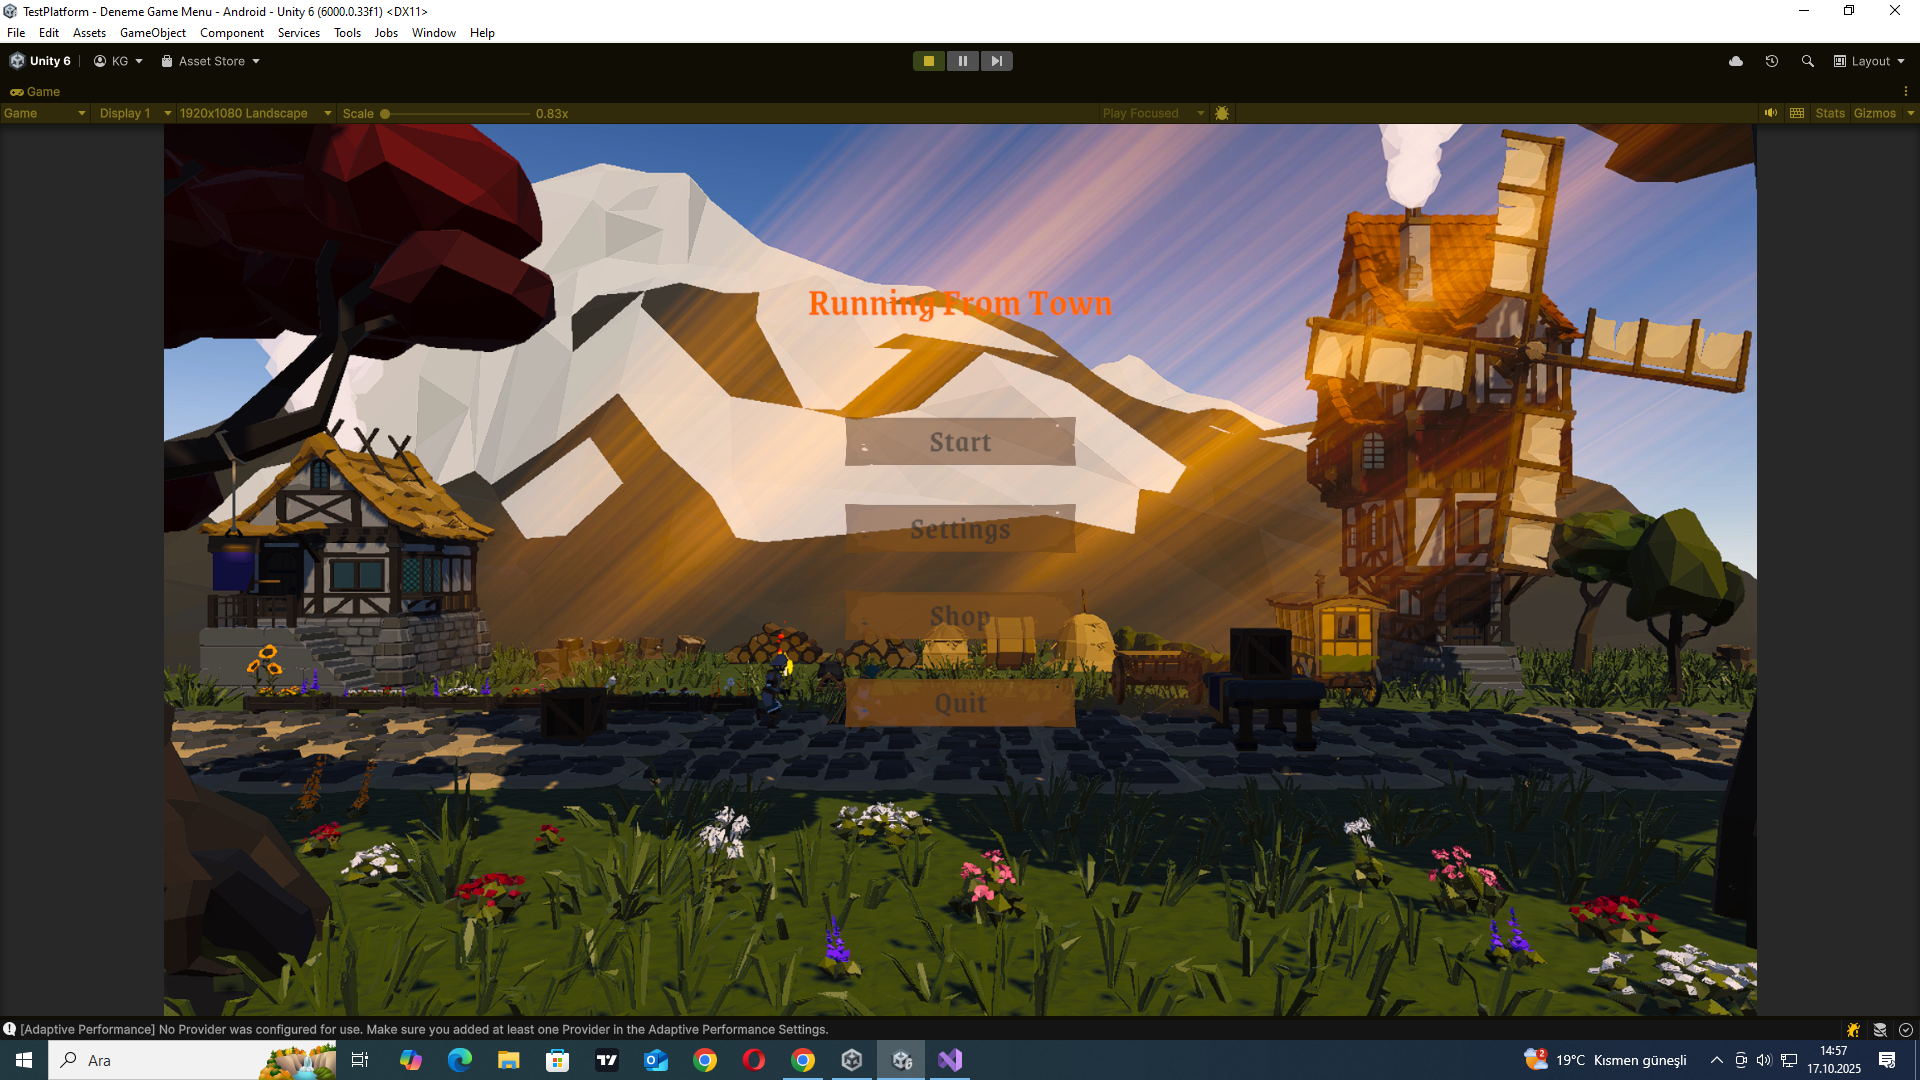 TestPlatform - Deneme Game Menu - Android - Unity 6 (6000.0.33f1) <DX11>
File Edit Assets GameObject Component Services Tools Jobs Window Help
Unity 6 KG Asset Store Layout
Game
Game Display 1 1920x1080 Landscape Scale 0.83x Play Focused Stats Gizmos
Running From Town
Start
Settings
Shop
Quit
[Adaptive Performance] No Provider was configured for use. Make sure you added at least one Provider in the Adaptive Performance Settings.
Ara 2 19°C Kısmen güneşli 14:57
17.10.2025